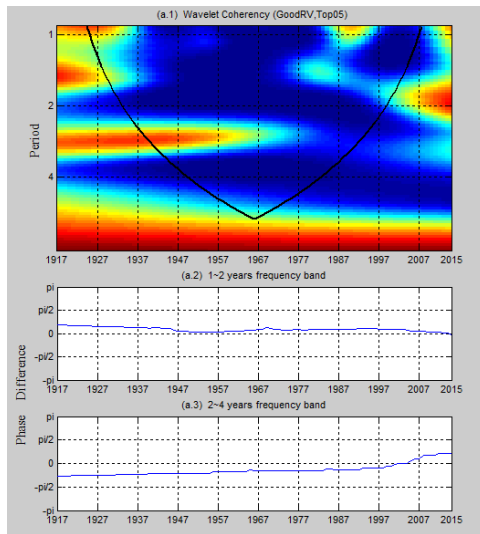 (a.1) Wavelet Coherency (GoodRV,Top05)
1
2
4
Period
1917 1927 1937 1947 1957 1967 1977 1987 1997 2007 2015
(a.2) 1~2 years frequency band
pi
pi/2
0
-pi/2
-pi
1917 1927 1937 1947 1957 1967 1977 1987 1997 2007 2015
Phase Difference
(a.3) 2~4 years frequency band
pi
pi/2
0
-pi/2
-pi
1917 1927 1937 1947 1957 1967 1977 1987 1997 2007 2015